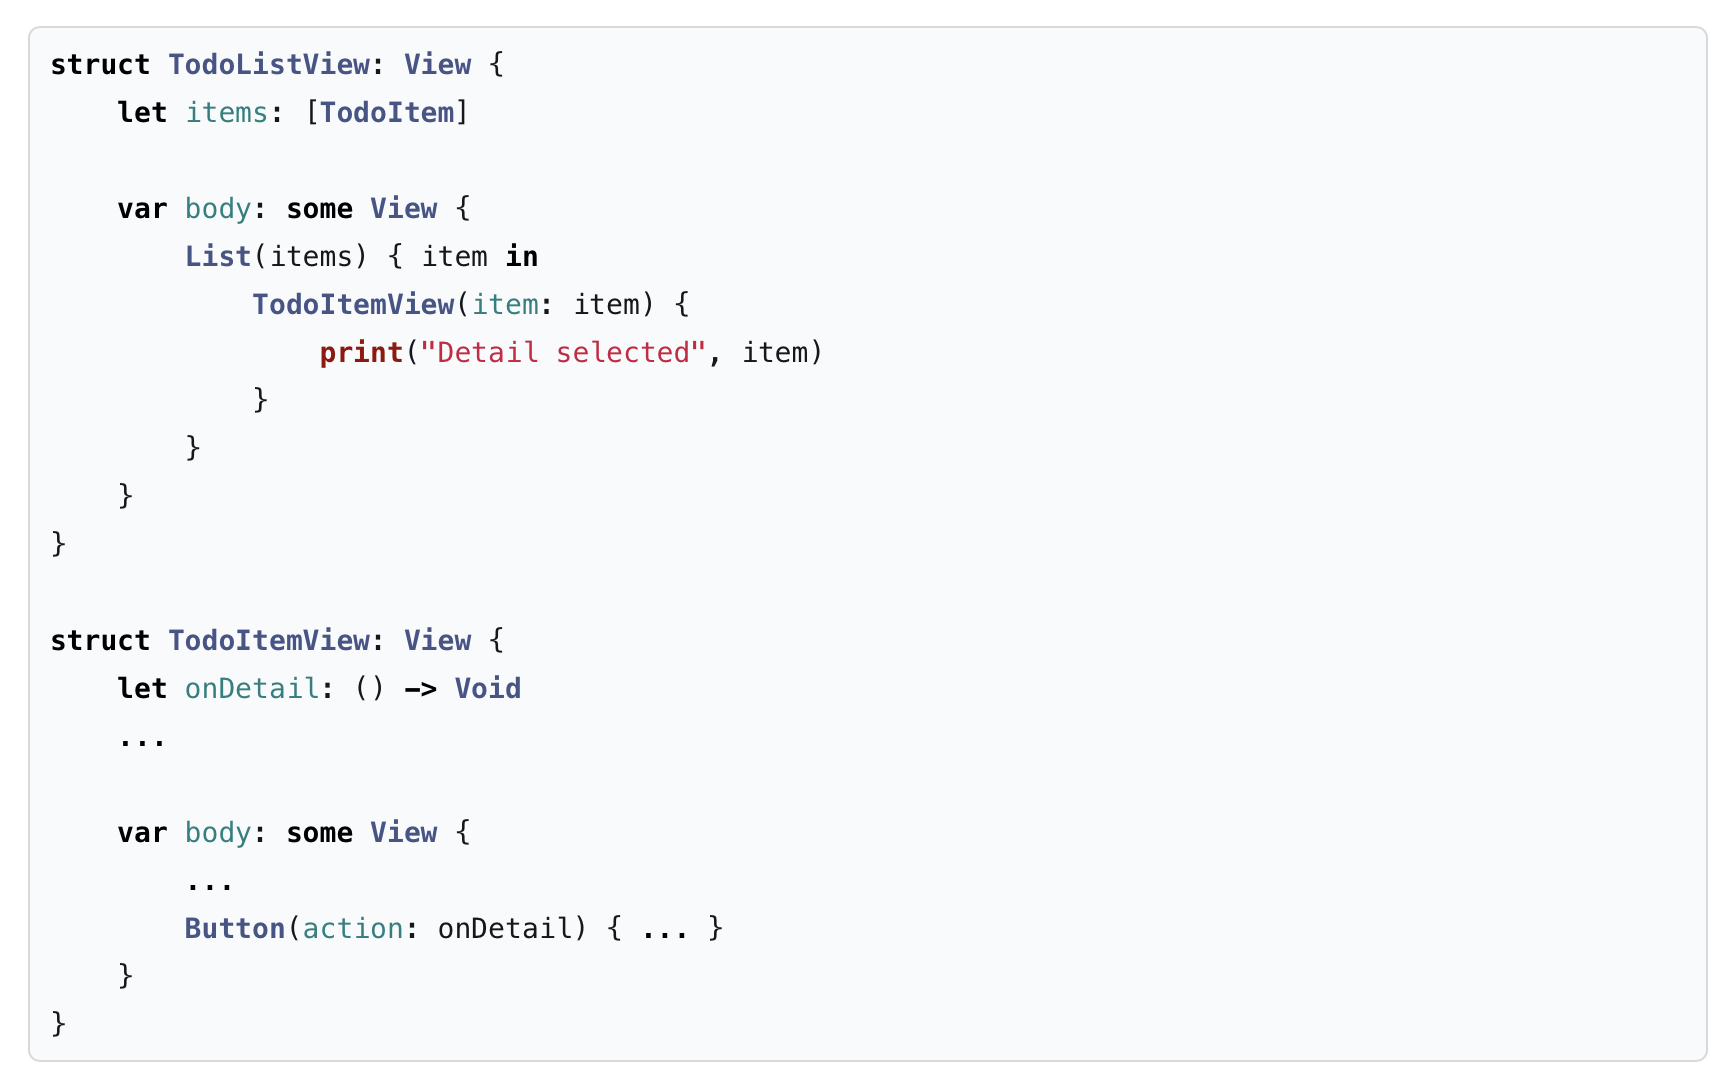 struct TodoListView: View {
    let items: [TodoItem]

    var body: some View {
        List(items) { item in
            TodoItemView(item: item) {
                print("Detail selected", item)
            }
        }
    }
}

struct TodoItemView: View {
    let onDetail: () -> Void
    ...

    var body: some View {
        ...
        Button(action: onDetail) { ... }
    }
}